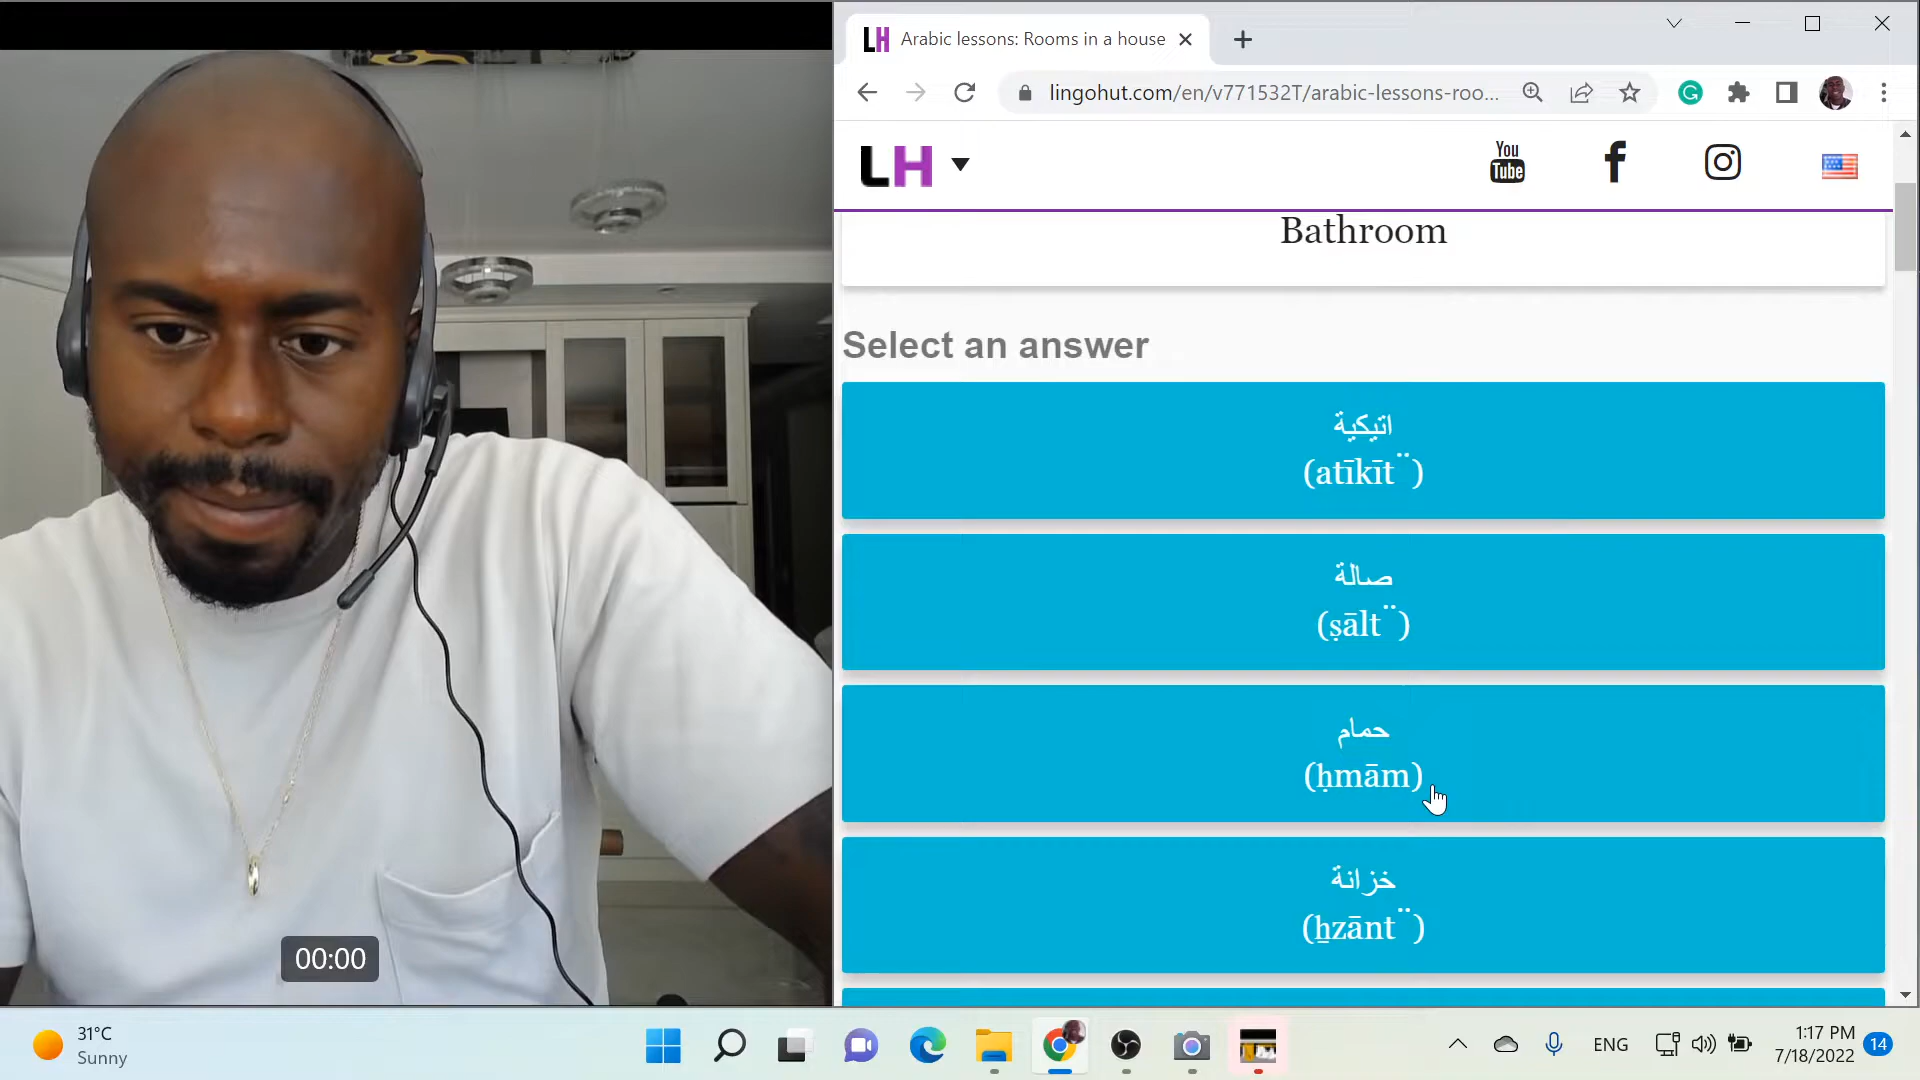 LH Arabic lessons: Rooms in a house
lingohut.com/en/v771532T/arabic-lessons-roo...
LH
You
Tube
Bathroom
Select an answer
اتيكية
(atīkīt¨)
صالة
(ṣālt¨)
حمام
(ḥmām)
خزانة
(ẖzānt¨)
00:00
31°C
Sunny
ENG
1:17 PM
7/18/2022
14